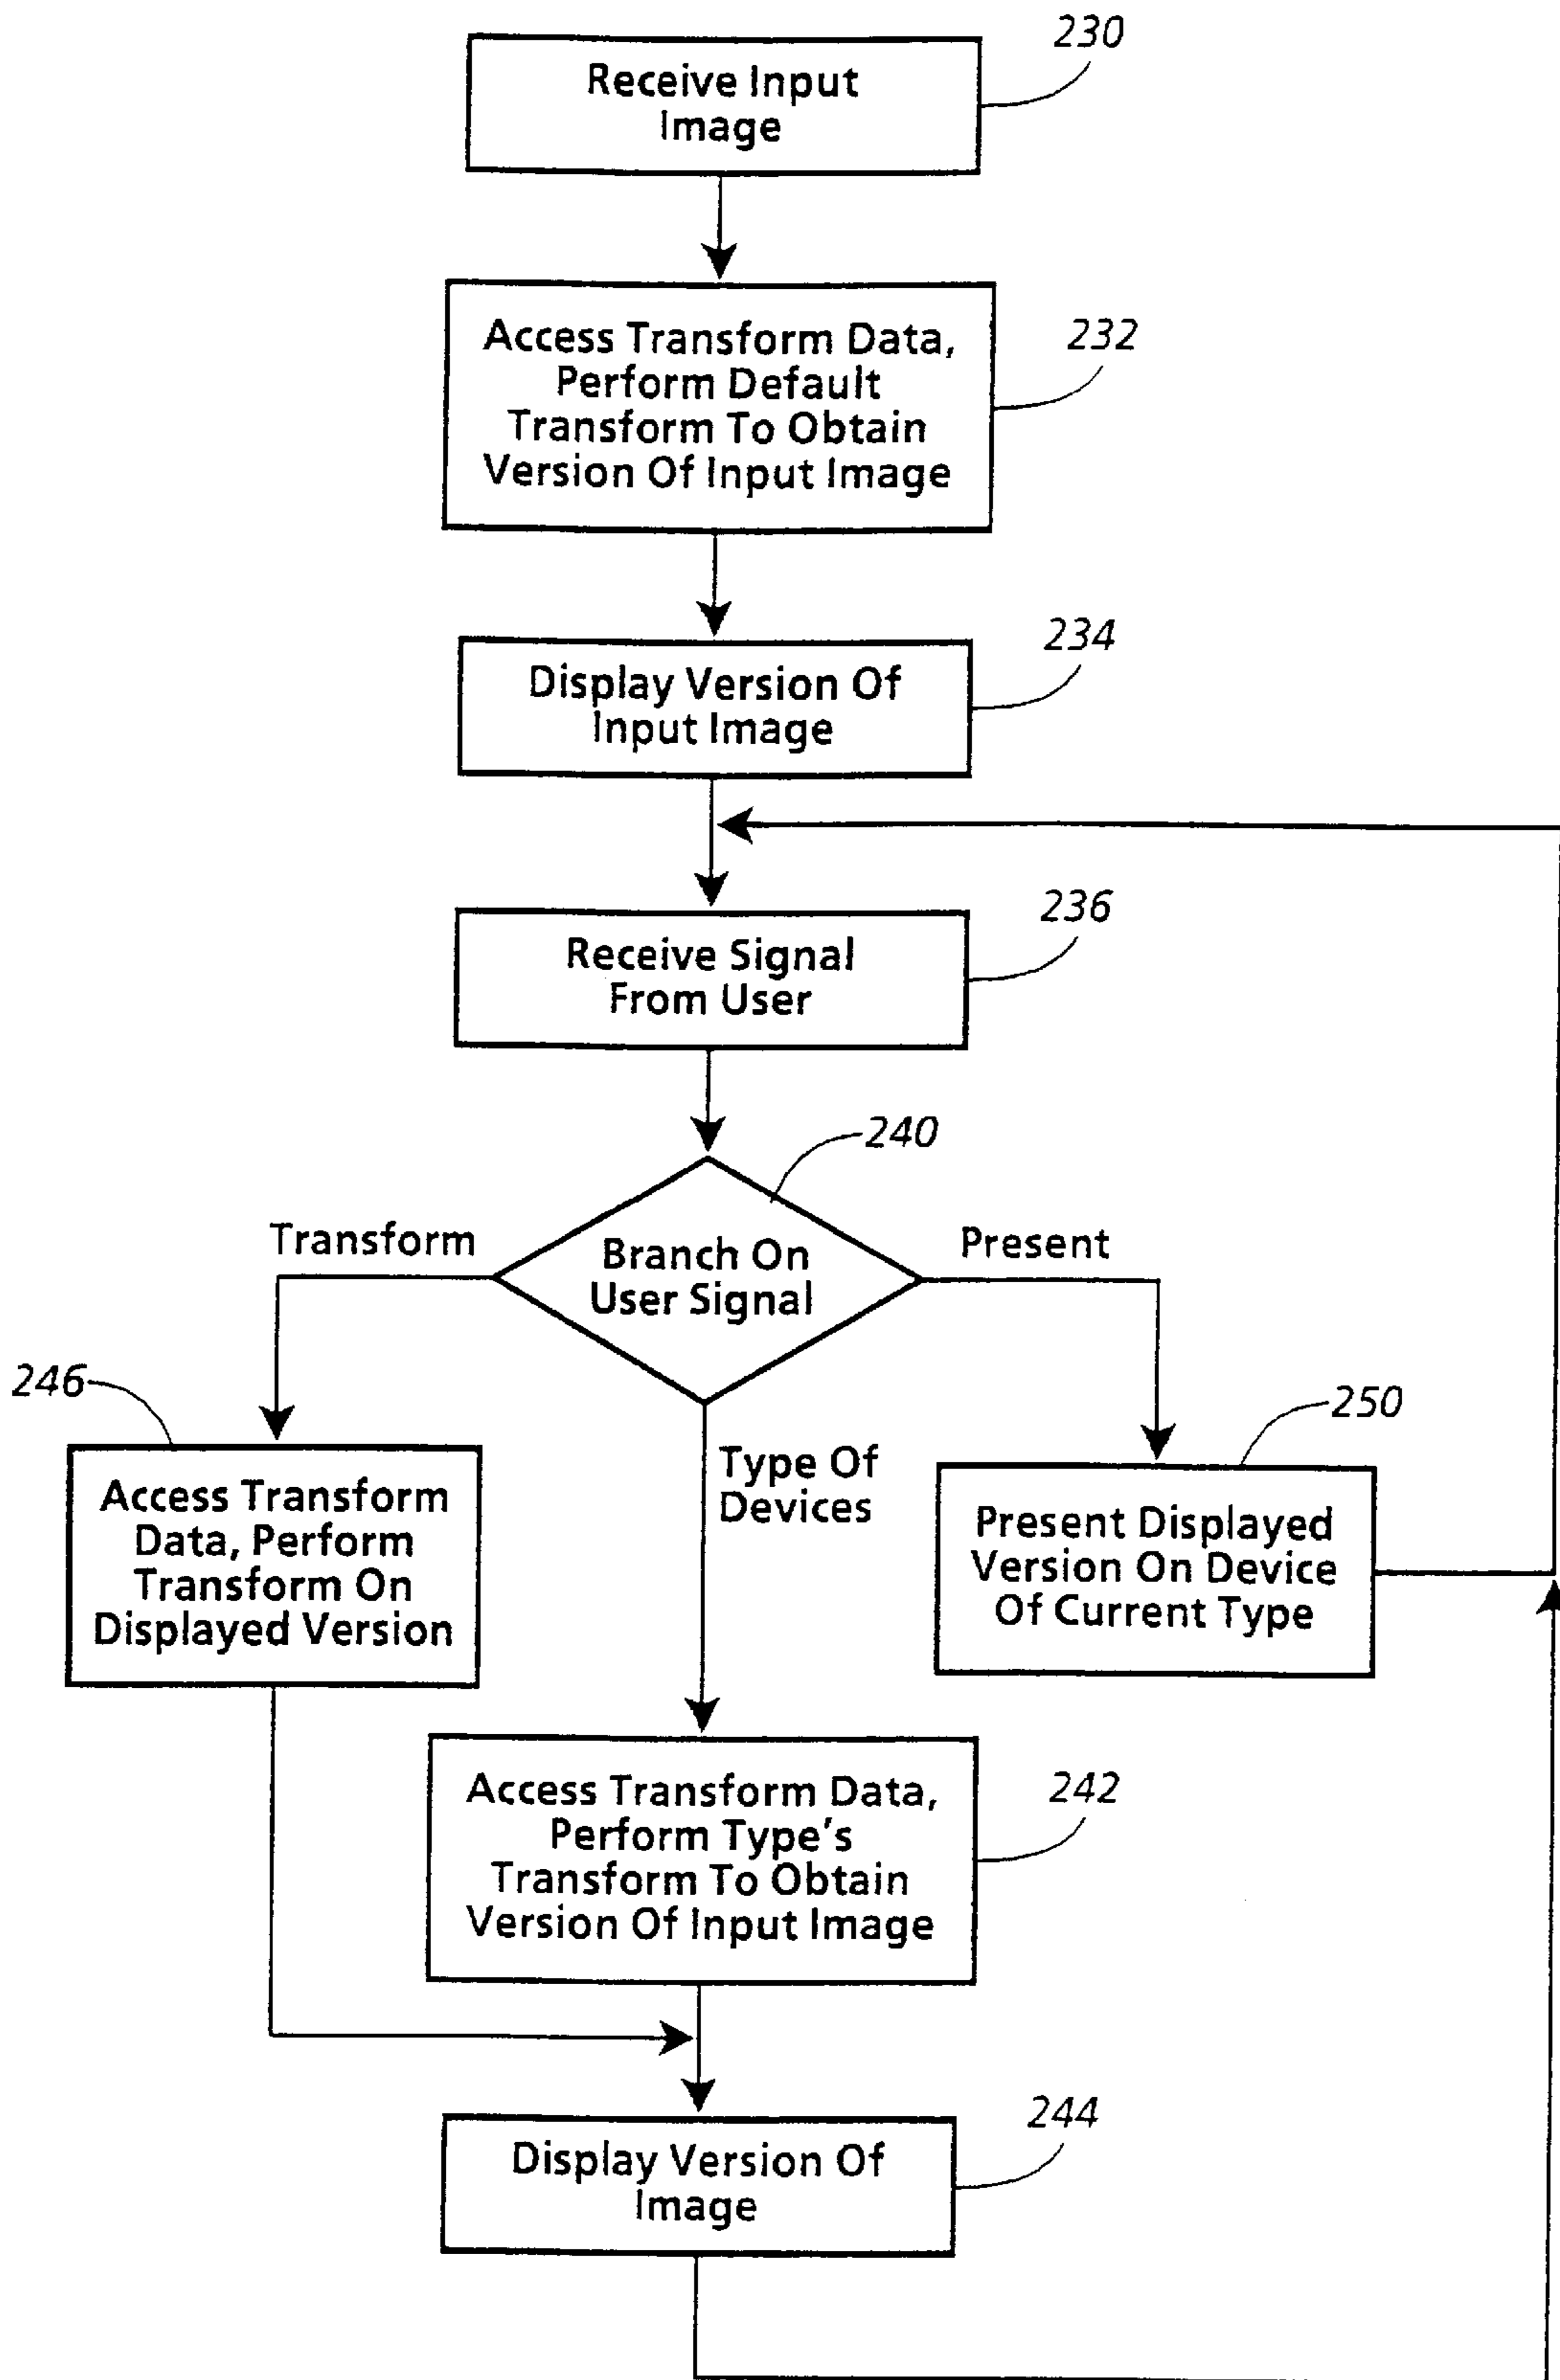 230
Receive Input
Image
232
Access Transform Data,
Perform Default
Transform To Obtain
Version Of Input Image
234
Display Version Of
Input Image
236
Receive Signal
From User
240
Transform
Branch On
User Signal
Present
246
Access Transform
Data, Perform
Transform On
Displayed Version
Type Of
Devices
250
Present Displayed
Version On Device
Of Current Type
242
Access Transform Data,
Perform Type's
Transform To Obtain
Version Of Input Image
244
Display Version Of
Image